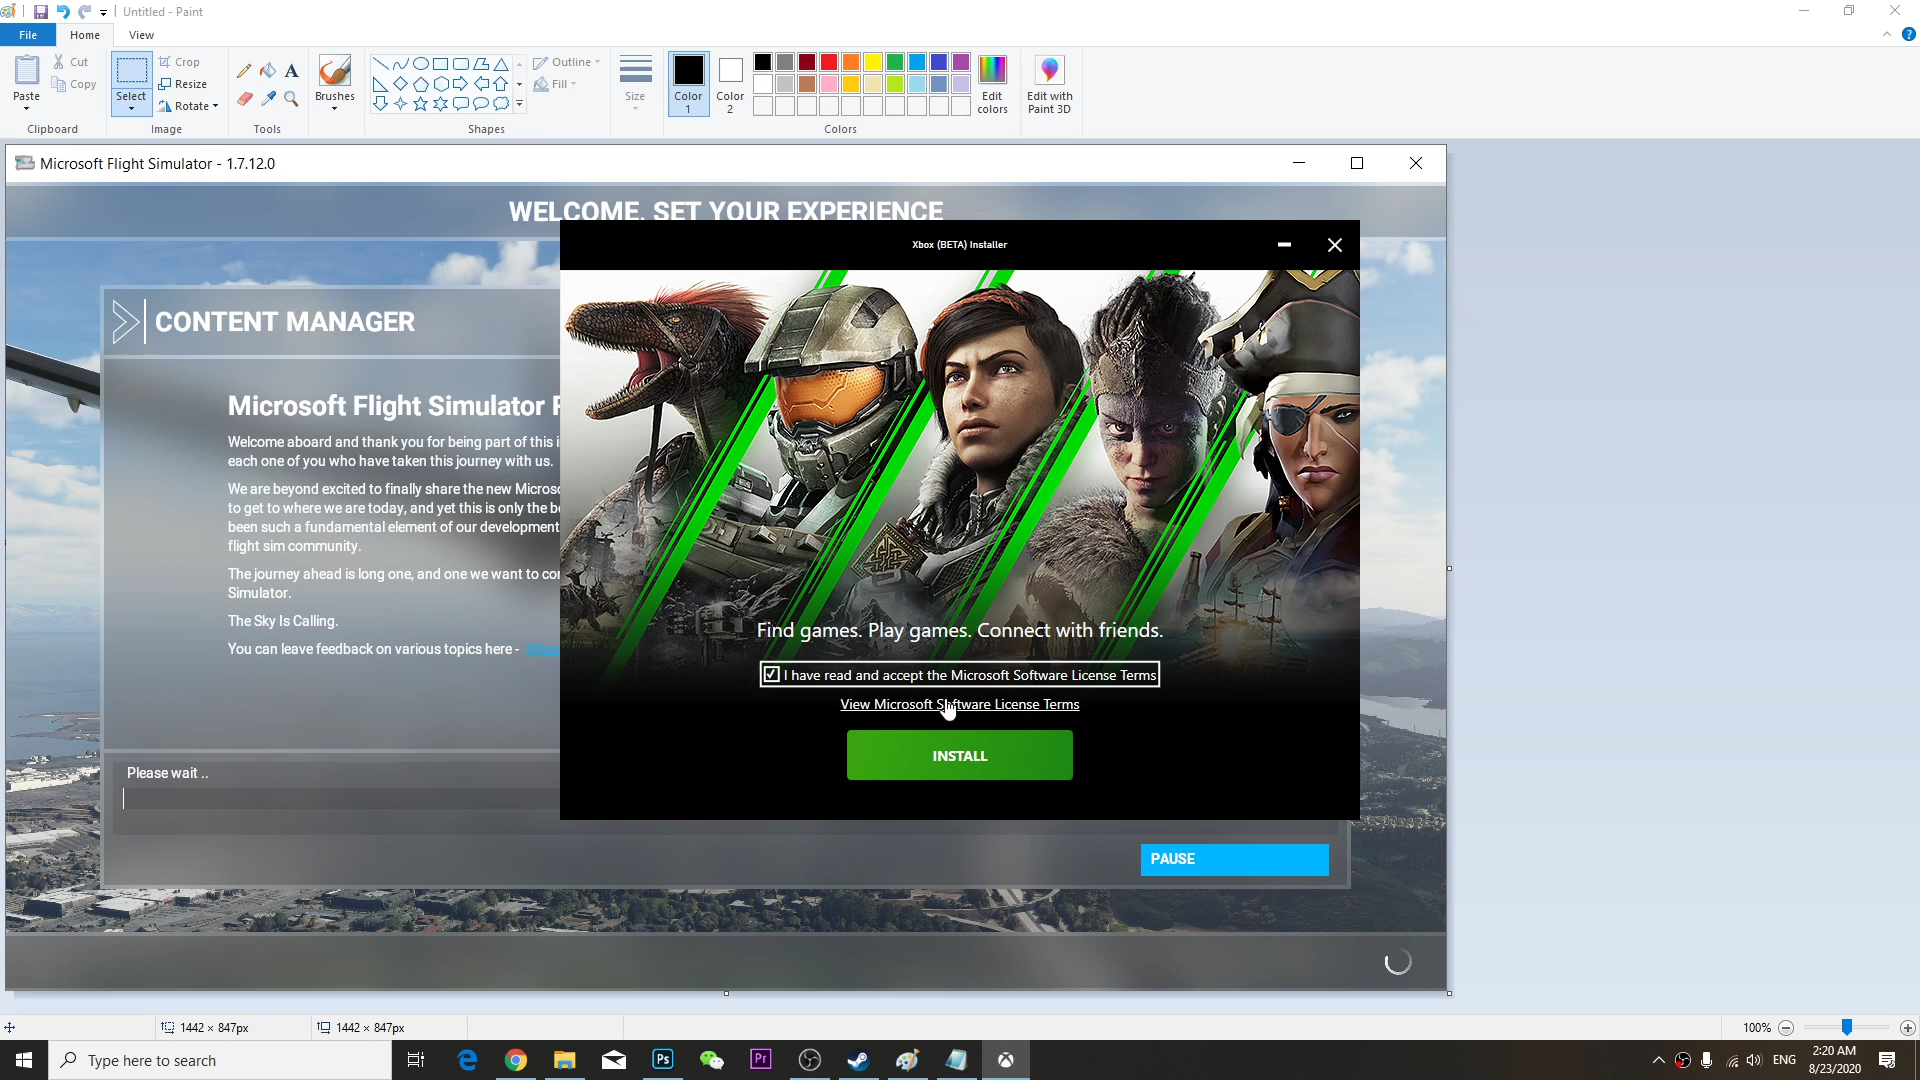 Untitled - Paint
File
Home
View
Paste
Cut
Copy
Clipboard
Select
Crop
Resize
Rotate
Image
Tools
Brushes
Shapes
Outline
Fill
Size
Color
1
Color
2
Colors
Edit
colors
Edit with
Paint 3D
Microsoft Flight Simulator - 1.7.12.0
WELCOME. SET YOUR EXPERIENCE
Xbox (BETA) Installer
CONTENT MANAGER
Microsoft Flight Simulator
Welcome aboard and thank you for being part of this
each one of you who have taken this journey with us.
We are beyond excited to finally share the new
to get to where we are today, and yet this is only the
been such a fundamental element of our development
flight sim community.
The journey ahead is long one, and one we want to
Simulator.
The Sky Is Calling.
You can leave feedback on various topics here -
Find games. Play games. Connect with friends.
I have read and accept the Microsoft Software License Terms
View Microsoft Software License Terms
INSTALL
Please wait ..
PAUSE
1442 × 847px
1442 × 847px
100%
Type here to search
Ps
Pr
ENG
2:20 AM
8/23/2020